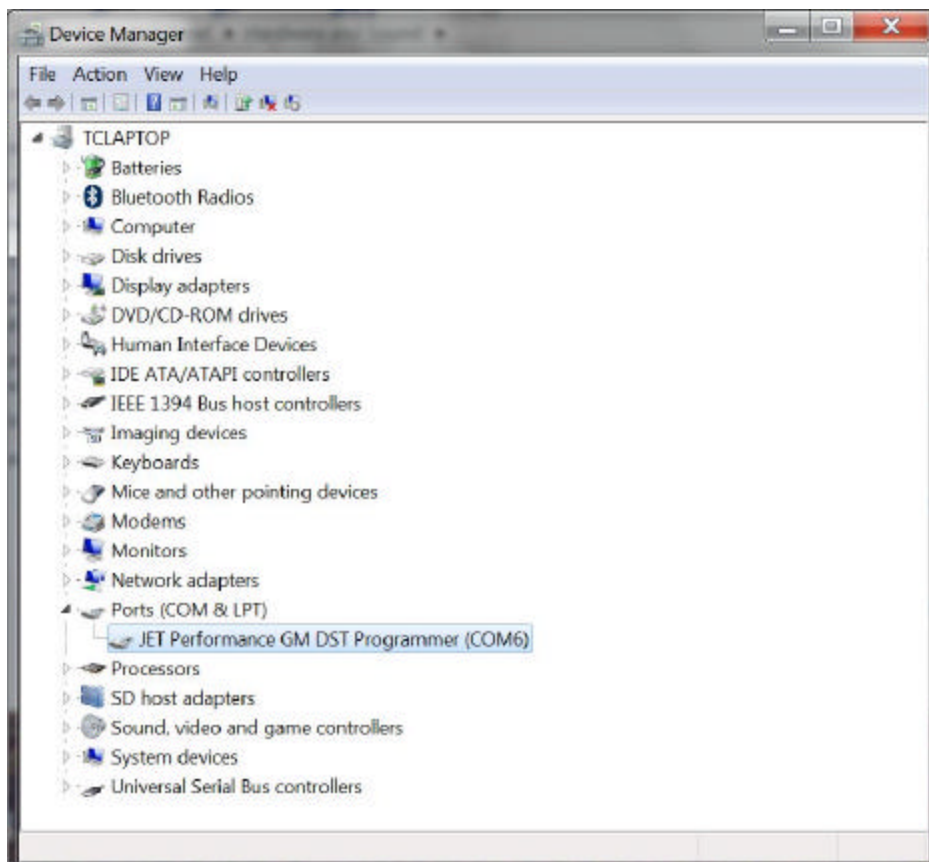 Device Manager
File Action View Help
TCLAPTOP
Batteries
Bluetooth Radios
Computer
Disk drives
Display adapters
DVD/CD-ROM drives
Human Interface Devices
IDE ATA/ATAPI controllers
IEEE 1394 Bus host controllers
Imaging devices
Keyboards
Mice and other pointing devices
Modems
Monitors
Network adapters
Ports (COM & LPT)
JET Performance GM DST Programmer (COM6)
Processors
SD host adapters
Sound, video and game controllers
System devices
Universal Serial Bus controllers